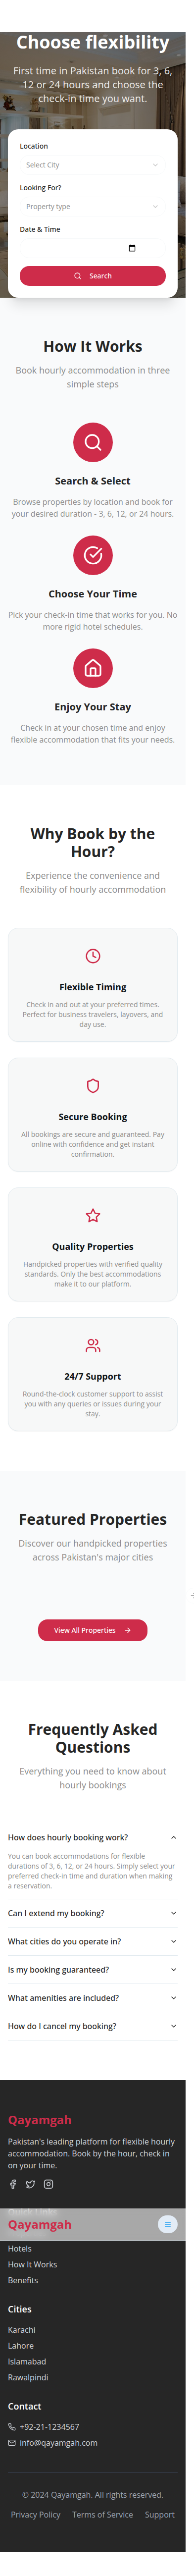 Choose flexibility
First time in Pakistan book for 3, 6,
12 or 24 hours and choose the
check-in time you want.
Location
Select City
Looking For?
Property type
Date & Time
Search
How It Works
Book hourly accommodation in three
simple steps
Search & Select
Browse properties by location and book for
your desired duration - 3, 6, 12, or 24 hours.
Choose Your Time
Pick your check-in time that works for you. No
more rigid hotel schedules.
Enjoy Your Stay
Check in at your chosen time and enjoy
flexible accommodation that fits your needs.
Why Book by the
Hour?
Experience the convenience and
flexibility of hourly accommodation
Flexible Timing
Check in and out at your preferred times.
Perfect for business travelers, layovers, and
day use.
Secure Booking
All bookings are secure and guaranteed. Pay
online with confidence and get instant
confirmation.
Quality Properties
Handpicked properties with verified quality
standards. Only the best accommodations
make it to our platform.
24/7 Support
Round-the-clock customer support to assist
you with any queries or issues during your
stay.
Featured Properties
Discover our handpicked properties
across Pakistan's major cities
View All Properties
Frequently Asked
Questions
Everything you need to know about
hourly bookings
How does hourly booking work?
You can book accommodations for flexible
durations of 3, 6, 12, or 24 hours. Simply select your
preferred check-in time and duration when making
a reservation.
Can I extend my booking?
What cities do you operate in?
Is my booking guaranteed?
What amenities are included?
How do I cancel my booking?
Qayamgah
Pakistan's leading platform for flexible hourly
accommodation. Book by the hour, check in
on your time.
Qayamgah
Hotels
How It Works
Benefits
Cities
Karachi
Lahore
Islamabad
Rawalpindi
Contact
+92-21-1234567
info@qayamgah.com
© 2024 Qayamgah. All rights reserved.
Privacy Policy Terms of Service Support